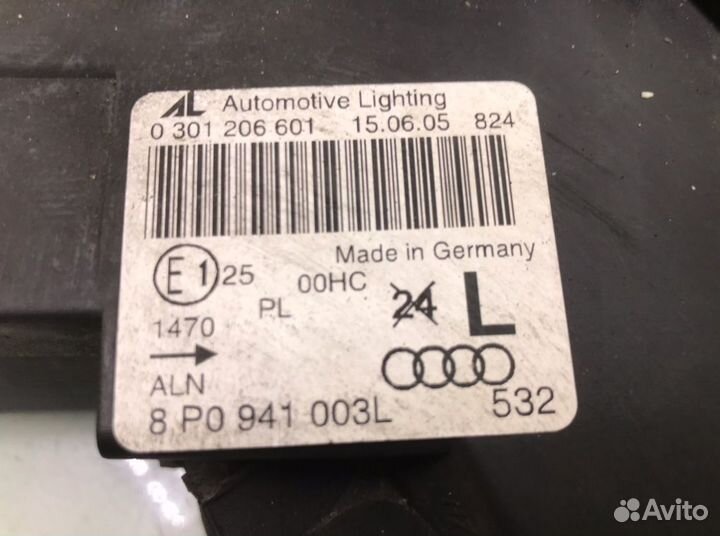 AL Automotive Lighting
0 301 206 601 15.06.05 824
Made in Germany
E1 25 00HC 24 L
PL
1470
ALN
8 P0 941 003L 532
Avito